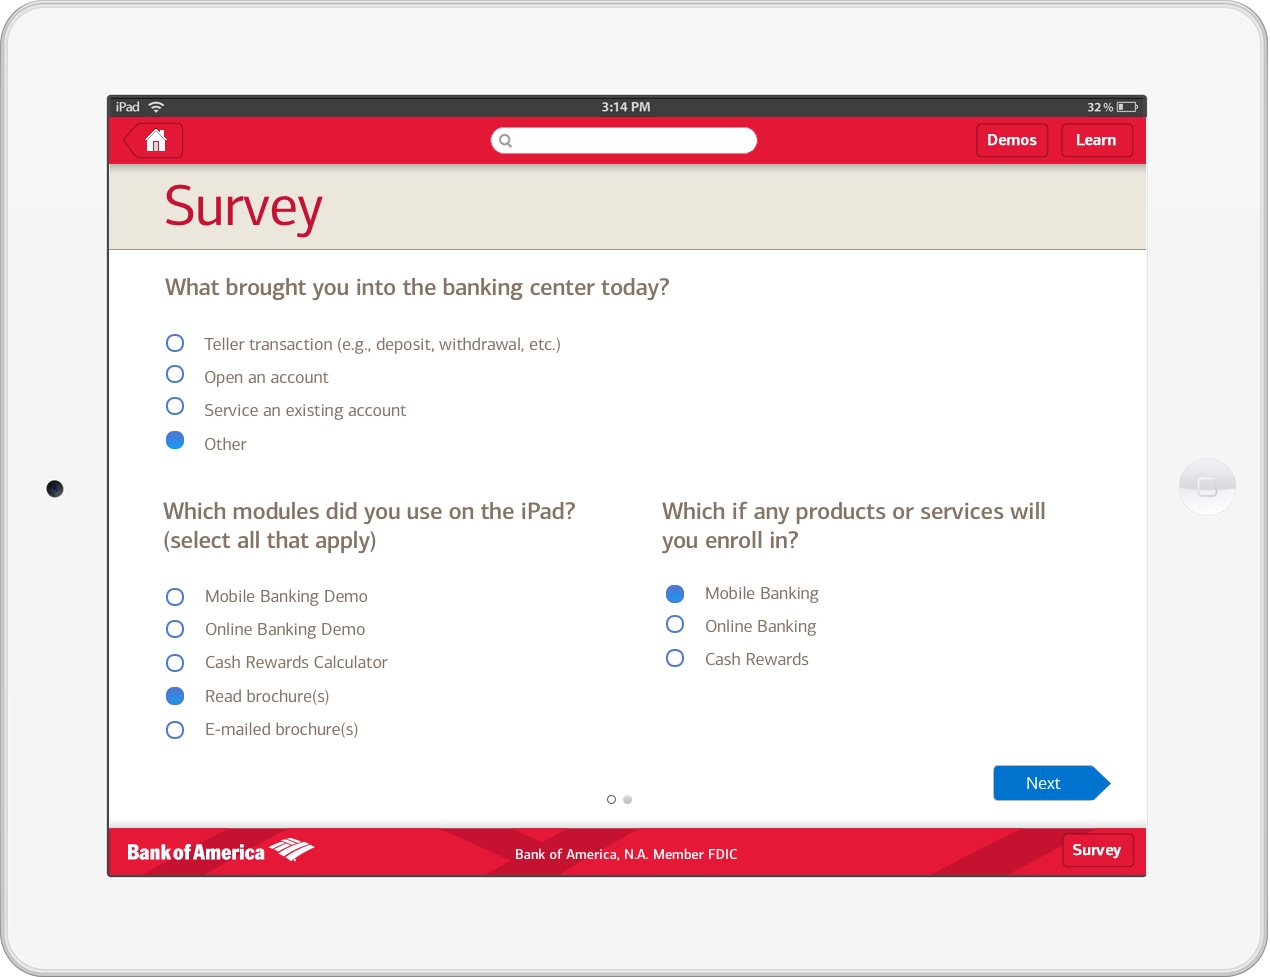 iPad
3:14 PM
32 %
Demos
Learn
Survey
What brought you into the banking center today?
Teller transaction (e.g., deposit, withdrawal, etc.)
Open an account
Service an existing account
Other
Which modules did you use on the iPad?
(select all that apply)
Mobile Banking Demo
Online Banking Demo
Cash Rewards Calculator
Read brochure(s)
E-mailed brochure(s)
Which if any products or services will
you enroll in?
Mobile Banking
Online Banking
Cash Rewards
Next
Bank of America
Bank of America, N.A. Member FDIC
Survey